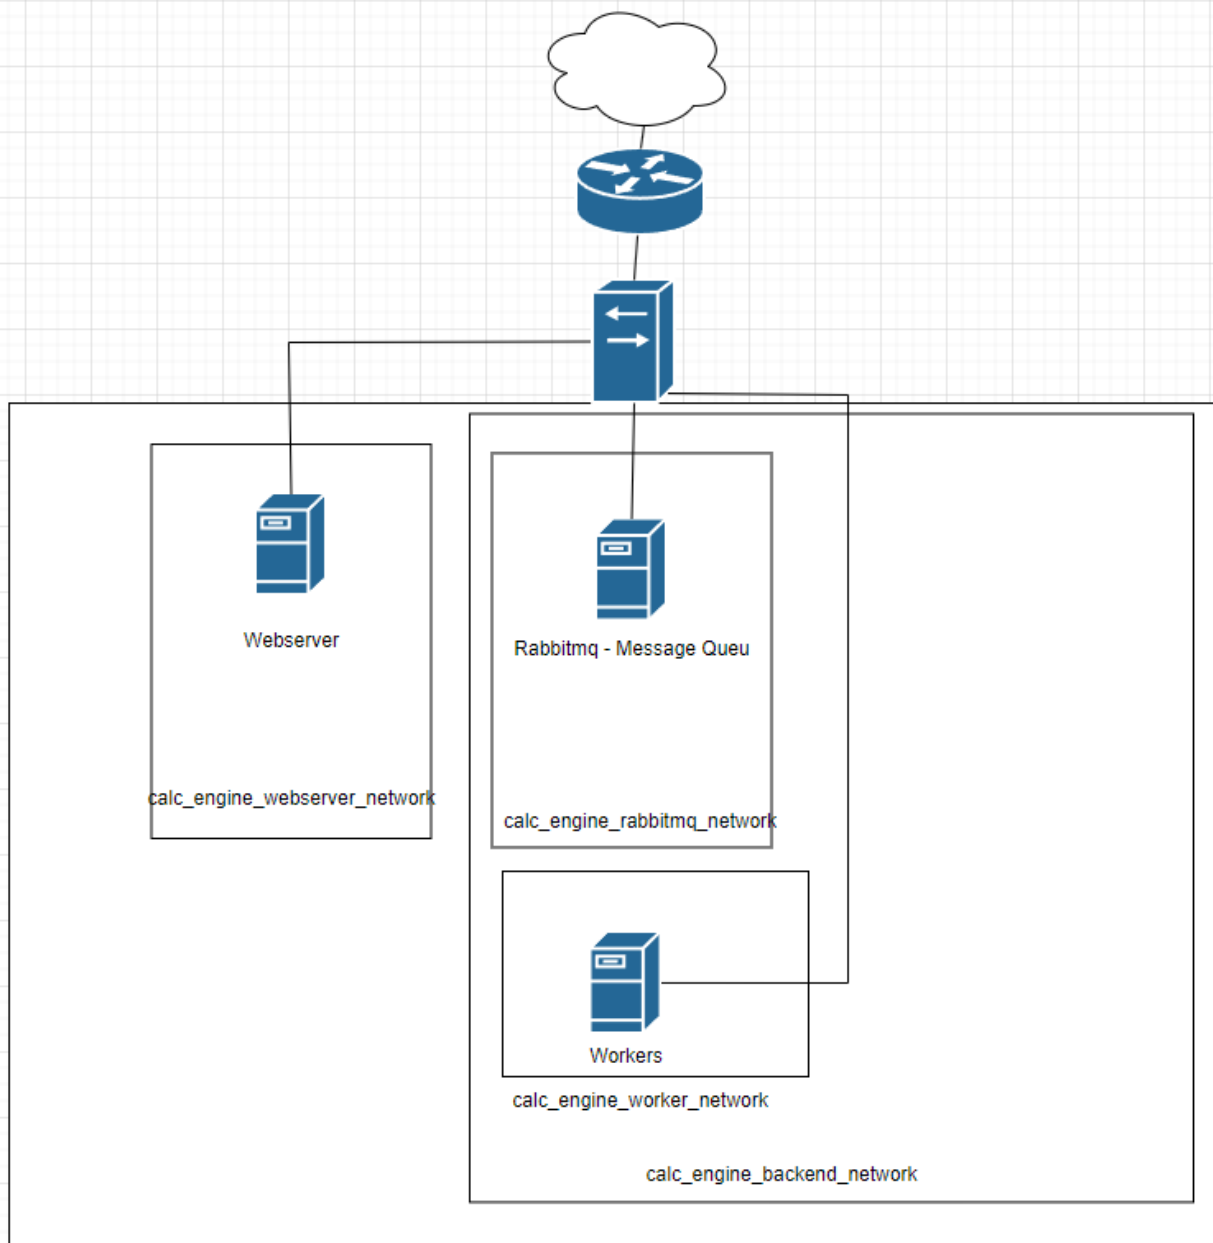 Webserver
Rabbitmq - Message Queu
calc_engine_webserver_network
calc_engine_rabbitmq_network
Workers
calc_engine_worker_network
calc_engine_backend_network